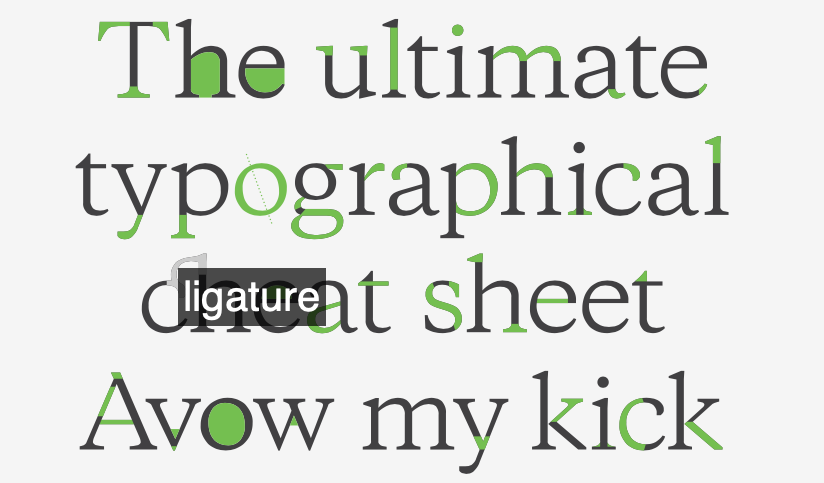 The ultimate
typographical
cheat sheet
ligature
Avow my kick